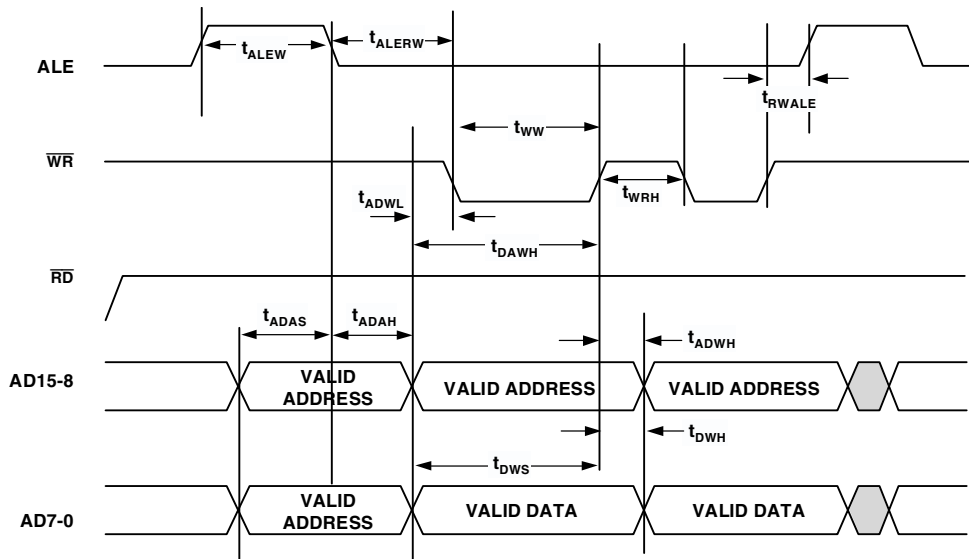 ALE
tALEW
tALERW
tRWALE
tWW
WR
tADWL
tWRH
tDAWH
RD
tADAS
tADAH
tADWH
AD15-8
VALID
ADDRESS
VALID ADDRESS
VALID ADDRESS
tDWH
tDWS
AD7-0
VALID
ADDRESS
VALID DATA
VALID DATA